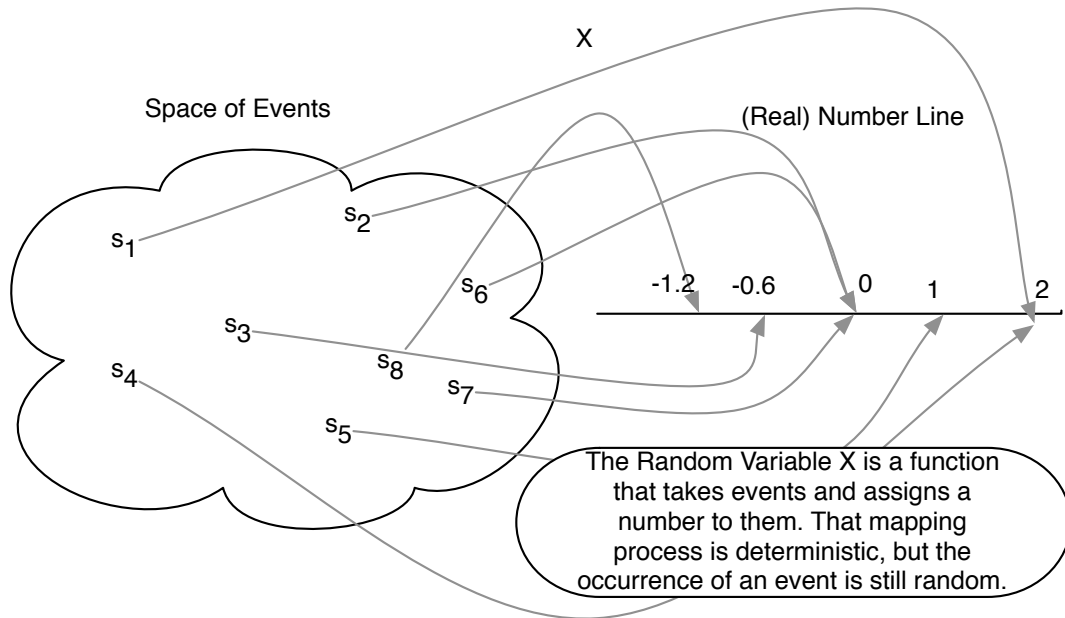 X
Space of Events
(Real) Number Line
s1
s2
s6
-1.2
-0.6
0
1
2
s3
s8
s4
s7
s5
The Random Variable X is a function
that takes events and assigns a
number to them. That mapping
process is deterministic, but the
occurrence of an event is still random.